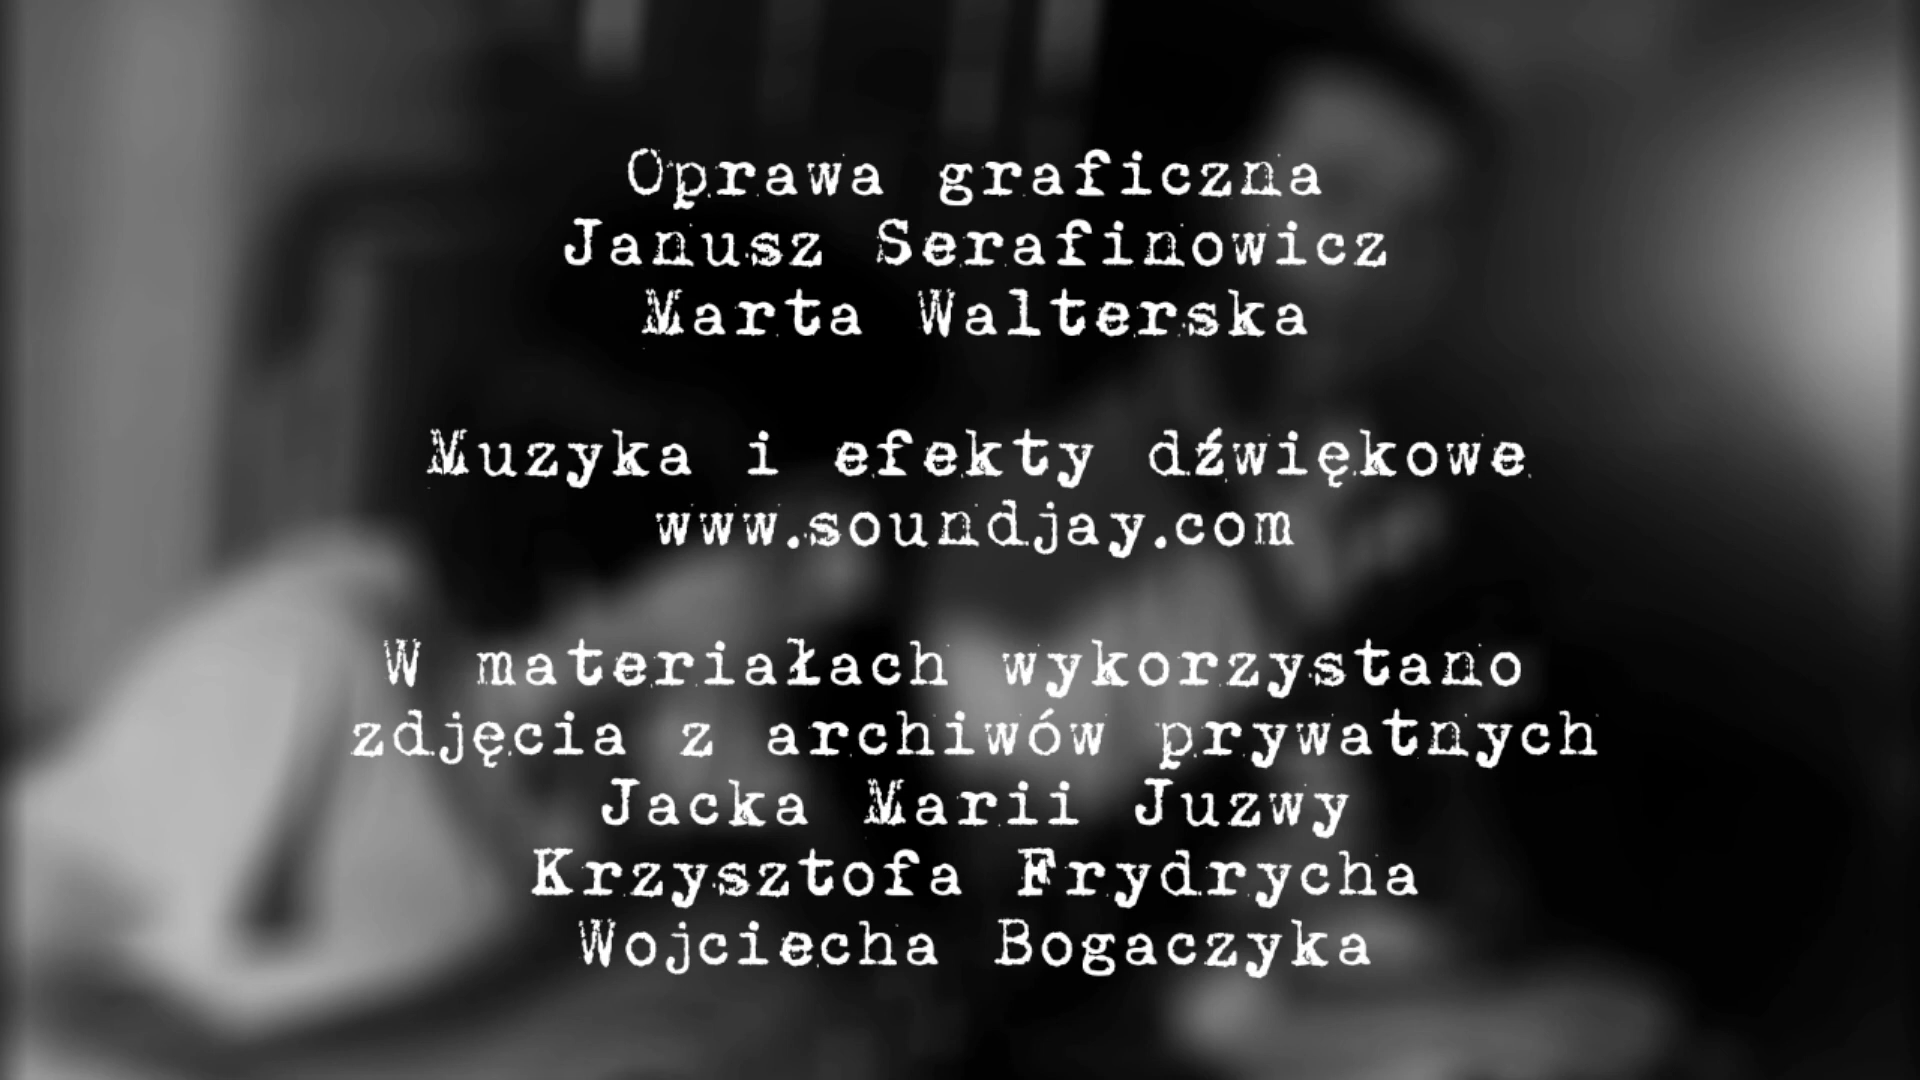 Oprawa graficzna
Janusz Serafinowicz
Marta Walterska
Muzyka i efekty dźwiękowe
www.soundjay.com
W materiałach wykorzystano
zdjęcia z archiwów prywatnych
Jacka Marii Juzwy
Krzysztofa Frydrycha
Wojciecha Bogaczyka